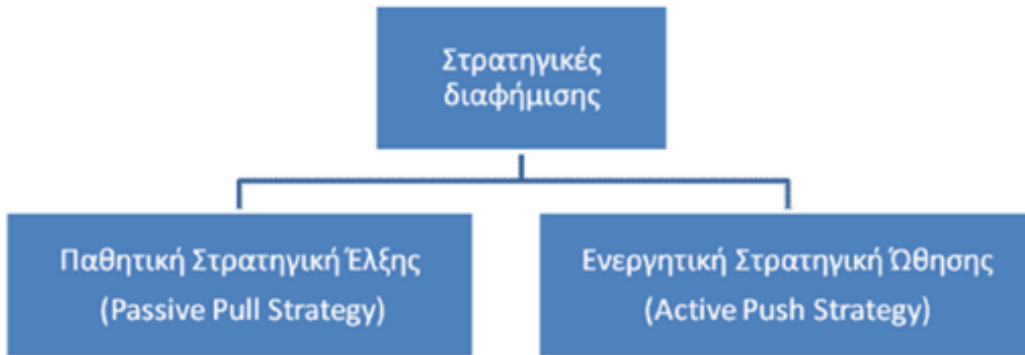 Στρατηγικές
διαφήμισης
Παθητική Στρατηγική Έλξης
(Passive Pull Strategy)
Ενεργητική Στρατηγική Ώθησης
(Active Push Strategy)